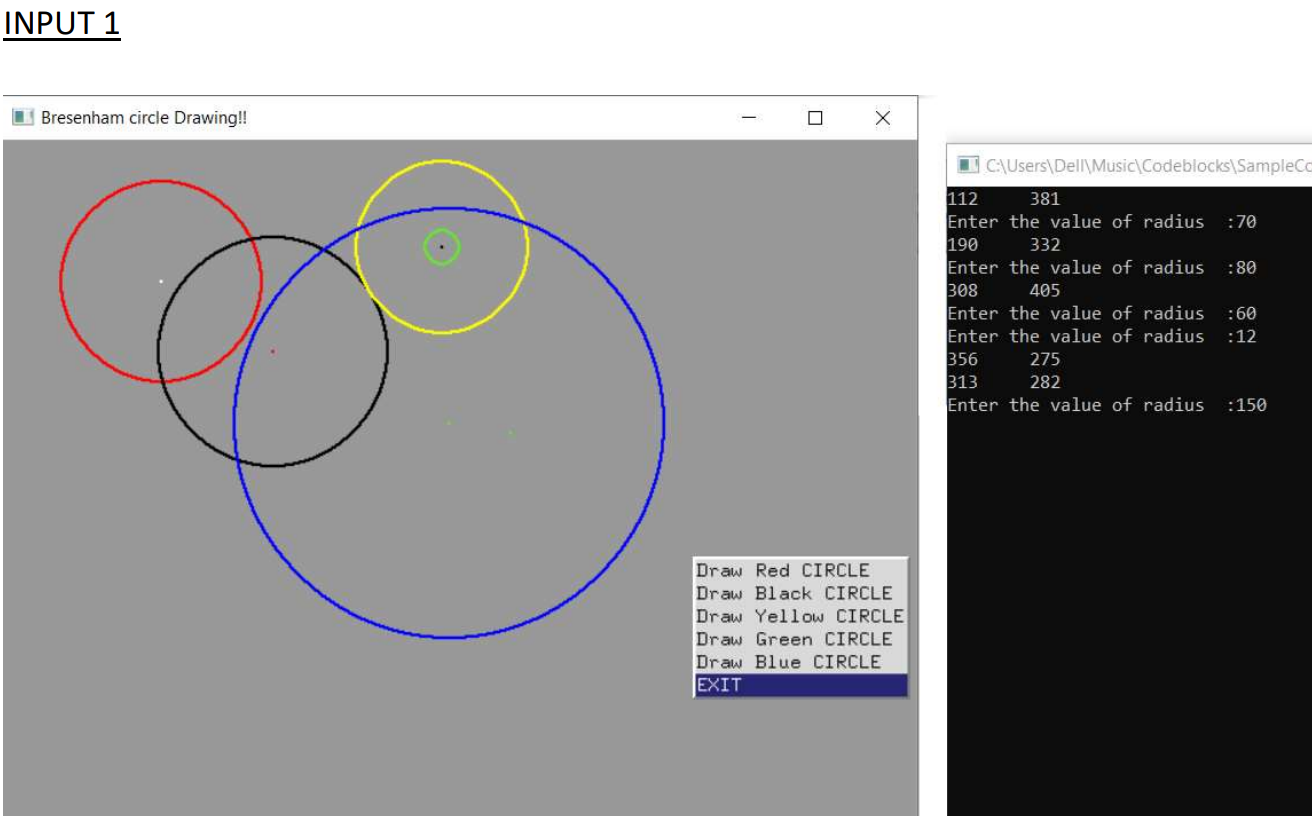 INPUT 1
Bresenham circle Drawing!!
Draw Red CIRCLE
Draw Black CIRCLE
Draw Yellow CIRCLE
Draw Green CIRCLE
Draw Blue CIRCLE
EXIT
C:\Users\Dell\Music\Codeblocks\SampleCo
112 381
Enter the value of radius :70
190 332
Enter the value of radius :80
308 405
Enter the value of radius :60
Enter the value of radius :12
356 275
313 282
Enter the value of radius :150